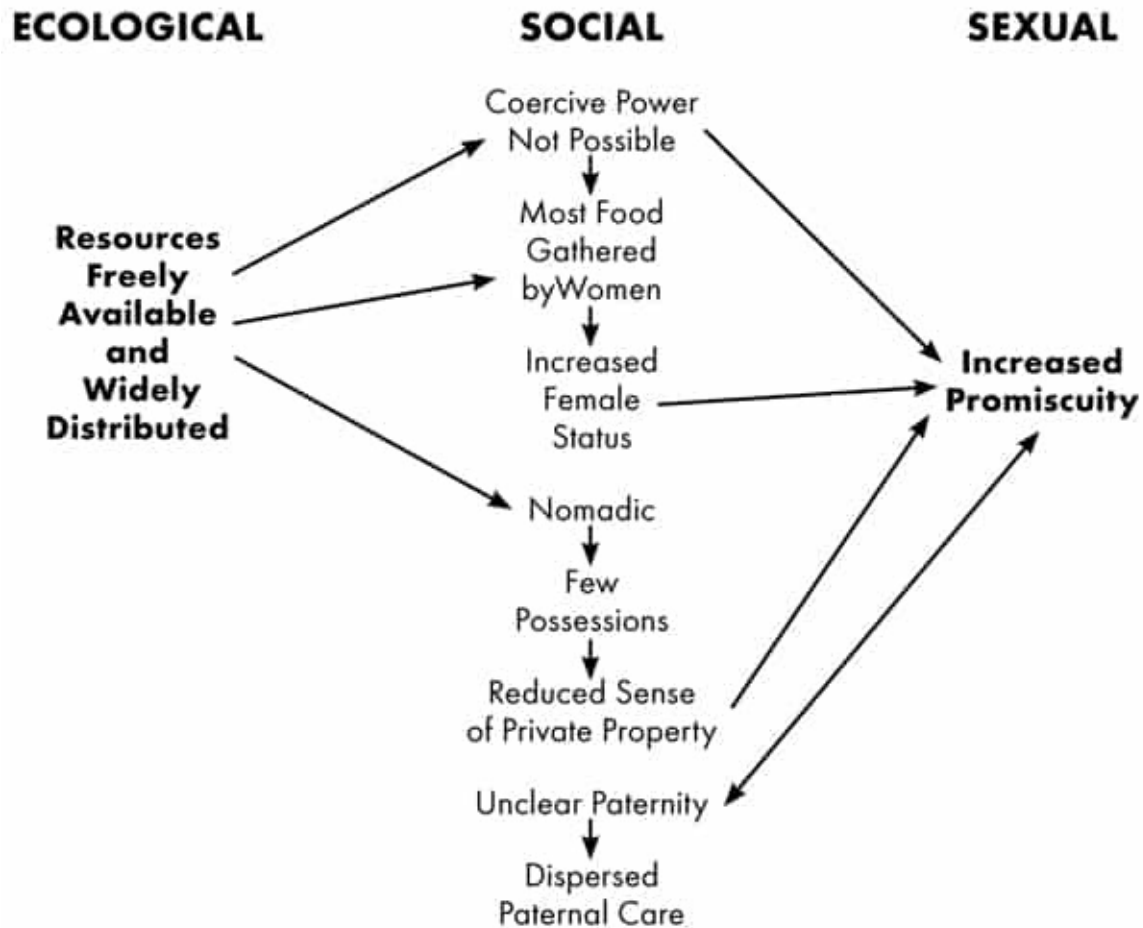 ECOLOGICAL
SOCIAL
SEXUAL
Resources
Freely
Available
and
Widely
Distributed
Coercive Power
Not Possible
Most Food
Gathered
byWomen
Increased
Female
Status
Nomadic
Few
Possessions
Reduced Sense
of Private Property
Unclear Paternity
Dispersed
Paternal Care
Increased
Promiscuity